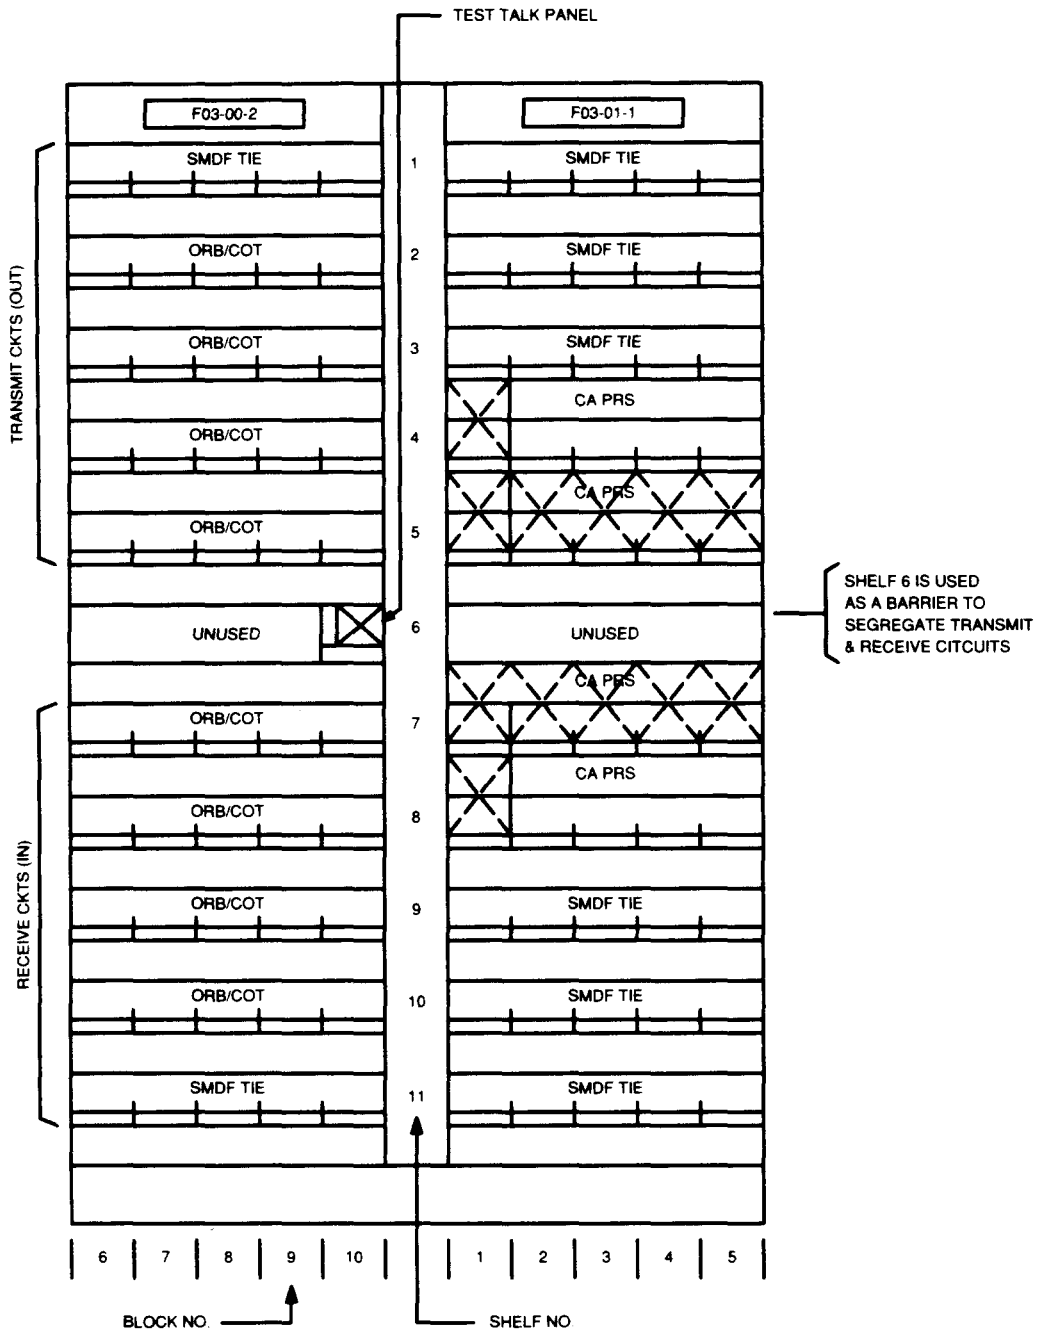 TEST TALK PANEL
F03-00-2
F03-01-1
SMDF TIE
1
SMDF TIE
ORB/COT
2
SMDF TIE
ORB/COT
3
SMDF TIE
CA PRS
ORB/COT
4
CA PRS
ORB/COT
5
TRANSMIT CKTS (OUT)
UNUSED
6
UNUSED
SHELF 6 IS USED
AS A BARRIER TO
SEGREGATE TRANSMIT
& RECEIVE CITCUITS
CA PRS
ORB/COT
7
CA PRS
ORB/COT
8
ORB/COT
9
SMDF TIE
ORB/COT
10
SMDF TIE
SMDF TIE
11
SMDF TIE
RECEIVE CKTS (IN)
6 7 8 9 10 1 2 3 4 5
BLOCK NO.
SHELF NO